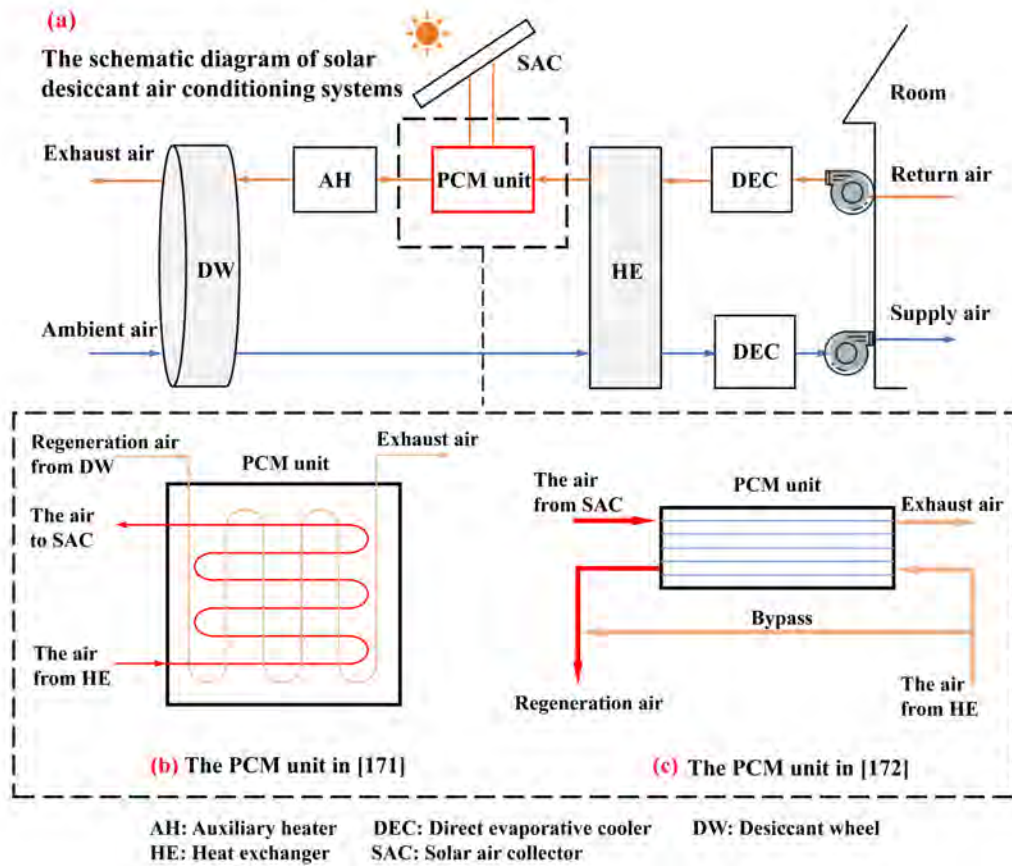 (a)
The schematic diagram of solar
desiccant air conditioning systems
SAC
Room
Exhaust air
AH
PCM unit
DEC
Return air
DW
HE
Ambient air
DEC
Supply air
Regeneration air
from DW
Exhaust air
PCM unit
The air
to SAC
The air
from HE
(b) The PCM unit in [171]
The air
from SAC
PCM unit
Exhaust air
Bypass
Regeneration air
The air
from HE
(c) The PCM unit in [172]
AH: Auxiliary heater DEC: Direct evaporative cooler DW: Desiccant wheel
HE: Heat exchanger SAC: Solar air collector